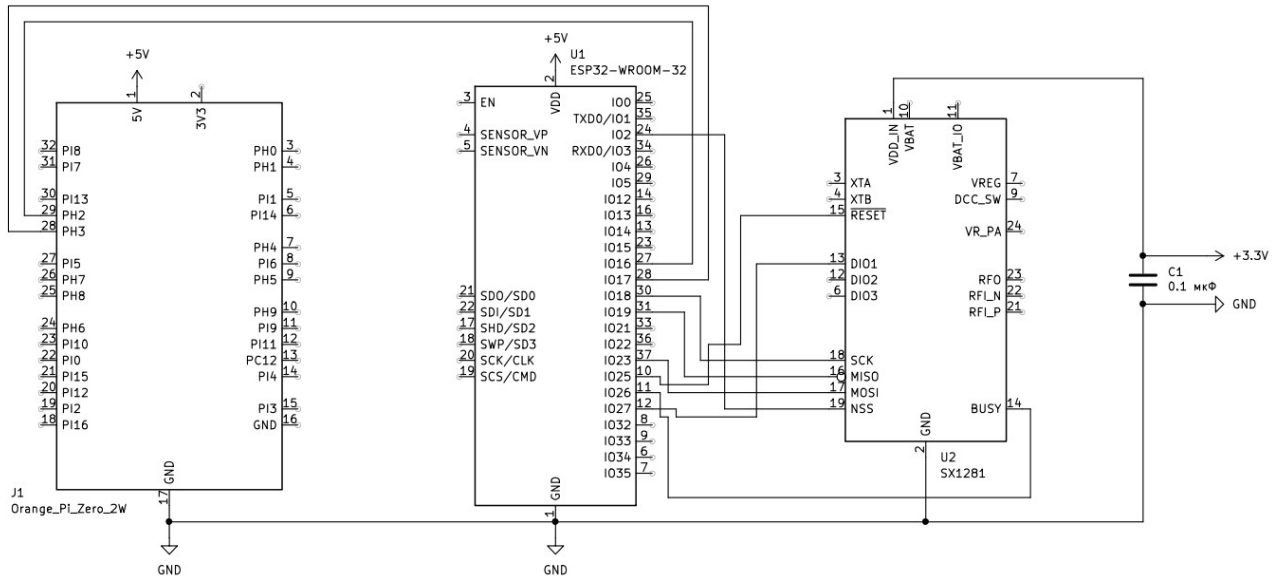 +5V
1
5V
2
3V3
32 PI8
31 PI7
30 PI13
29 PH2
28 PH3
27 PI5
26 PH7
25 PH8
24 PH6
23 PI10
22 PI0
21 PI15
20 PI12
19 PI2
18 PI16
PH0 3
PH1 4
PI1 5
PI14 6
PH4 7
PI6 8
PH5 9
PH9 10
PI9 11
PI11 12
PC12 13
PI4 14
PI3 15
GND 16
GND
17
J1
Orange_Pi_Zero_2W
GND
+5V
U1
ESP32-WROOM-32
2
VDD
3 EN
4 SENSOR_VP
5 SENSOR_VN
21 SDO/SD0
22 SDI/SD1
17 SHD/SD2
18 SWP/SD3
20 SCK/CLK
19 SCS/CMD
IO0 25
TXD0/IO1 35
IO2 24
RXD0/IO3 34
IO4 26
IO5 29
IO12 14
IO13 16
IO14 13
IO15 23
IO16 27
IO17 28
IO18 30
IO19 31
IO21 33
IO22 36
IO23 37
IO25 10
IO26 11
IO27 12
IO32 8
IO33 9
IO34 6
IO35 7
GND
1
GND
1
VDD_IN
10
VBAT
11
VBAT_IO
3 XTA
4 XTB
15 RESET
13 DIO1
12 DIO2
6 DIO3
18 SCK
16 MISO
17 MOSI
19 NSS
VREG 7
DCC_SW 9
VR_PA 24
RFO 23
RFI_N 22
RFI_P 21
BUSY 14
GND
2
U2
SX1281
+3.3V
C1
0.1 мкФ
GND